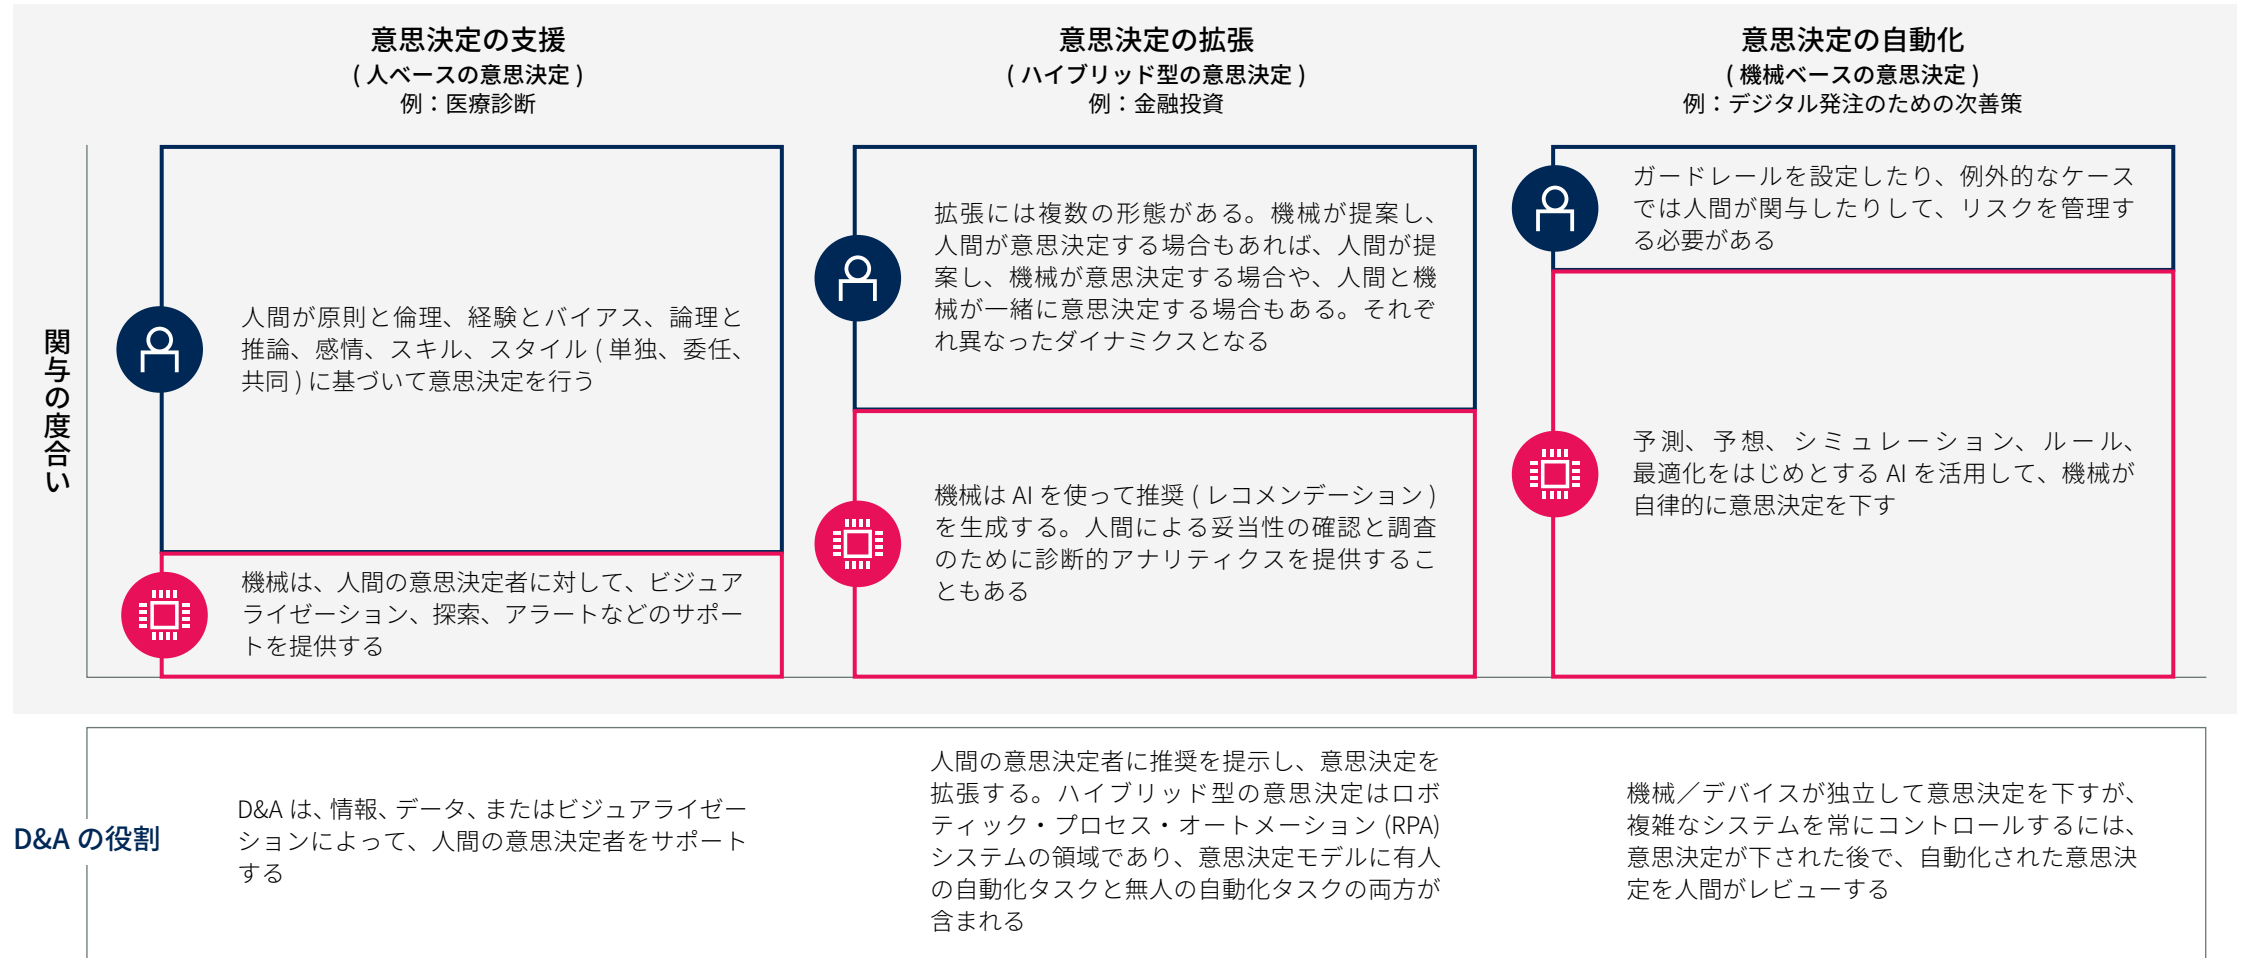 意思決定の支援
( 人ベースの意思決定 )
例：医療診断
意思決定の拡張
( ハイブリッド型の意思決定 )
例：金融投資
意思決定の自動化
( 機械ベースの意思決定 )
例：デジタル発注のための次善策
関与の度合い
人間が原則と倫理、経験とバイアス、論理と
推論、感情、スキル、スタイル ( 単独、委任、
共同 ) に基づいて意思決定を行う
機械は、人間の意思決定者に対して、ビジュア
ライゼーション、探索、アラートなどのサポー
トを提供する
拡張には複数の形態がある。機械が提案し、
人間が意思決定する場合もあれば、人間が提
案し、機械が意思決定する場合や、人間と機
械が一緒に意思決定する場合もある。それぞ
れ異なったダイナミクスとなる
機械は AI を使って推奨 ( レコメンデーション )
を生成する。人間による妥当性の確認と調査
のために診断的アナリティクスを提供するこ
ともある
ガードレールを設定したり、例外的なケース
では人間が関与したりして、リスクを管理す
る必要がある
予測、予想、シミュレーション、ルール、
最適化をはじめとする AI を活用して、機械が
自律的に意思決定を下す
D&A の役割
D&A は、情報、データ、またはビジュアライゼー
ションによって、人間の意思決定者をサポート
する
人間の意思決定者に推奨を提示し、意思決定を
拡張する。ハイブリッド型の意思決定はロボ
ティック・プロセス・オートメーション (RPA)
システムの領域であり、意思決定モデルに有人
の自動化タスクと無人の自動化タスクの両方が
含まれる
機械／デバイスが独立して意思決定を下すが、
複雑なシステムを常にコントロールするには、
意思決定が下された後で、自動化された意思決
定を人間がレビューする